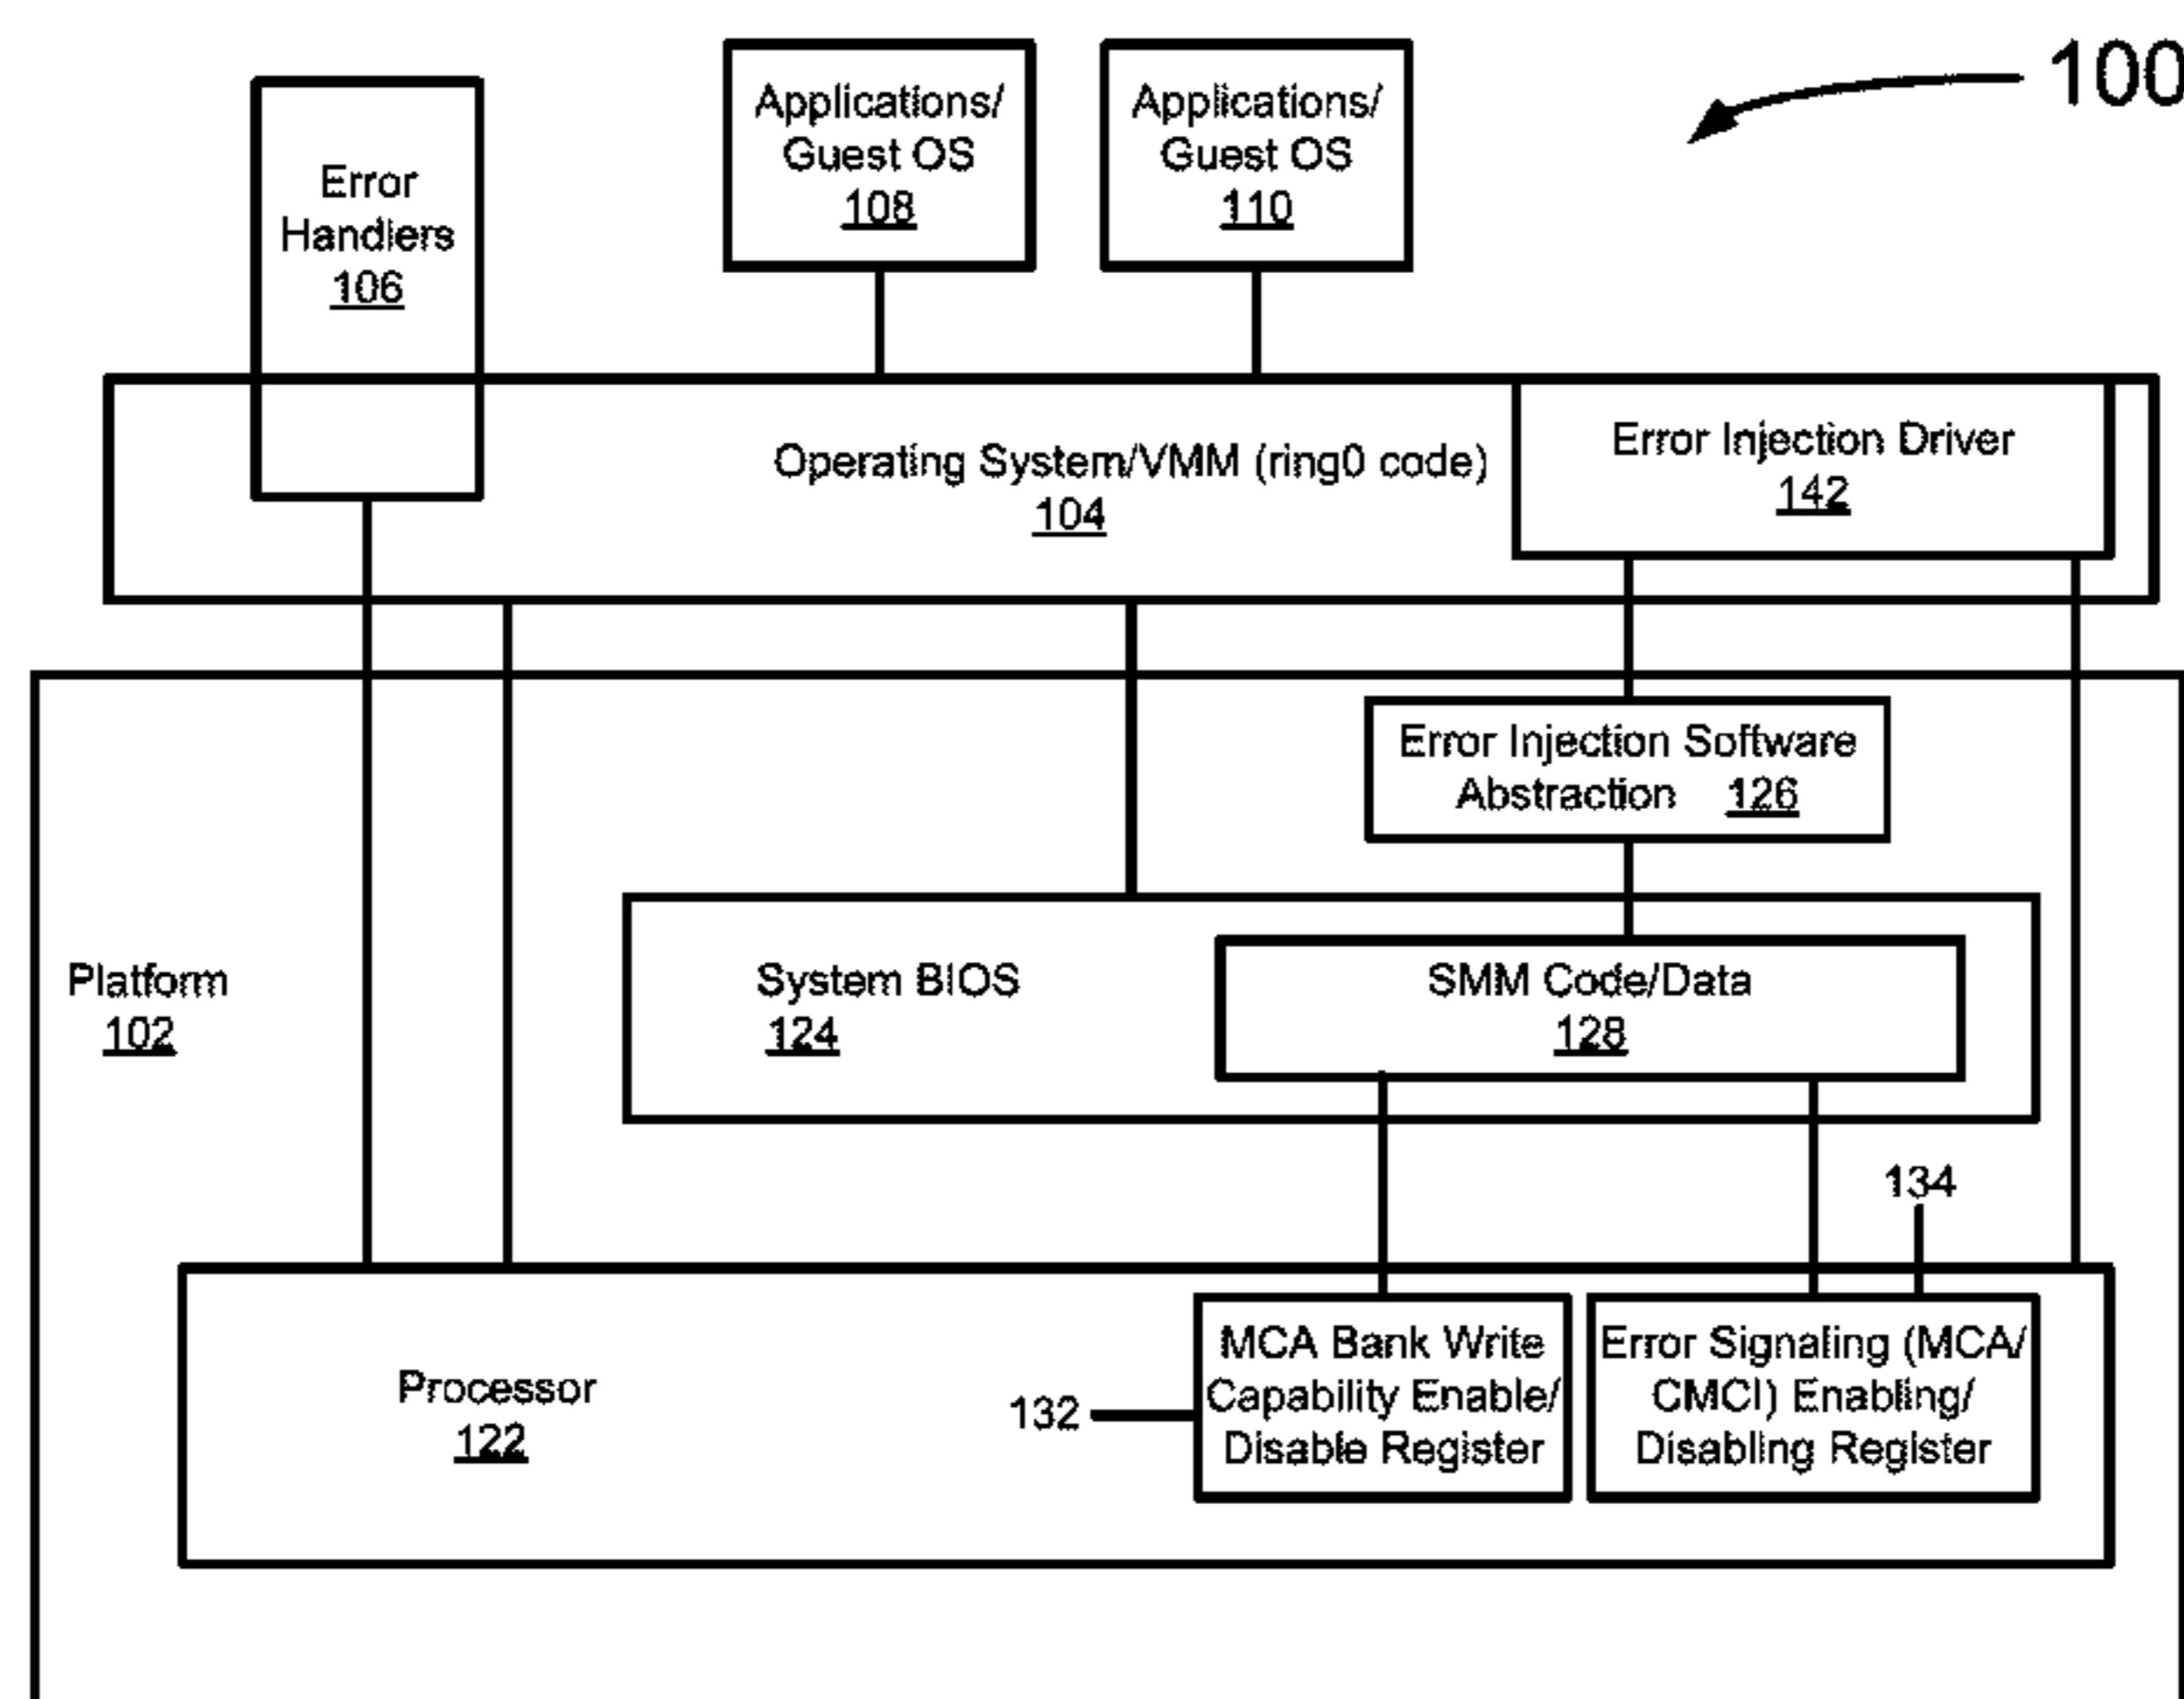 100
Error
Handlers
106
Applications/
Guest OS
108
Applications/
Guest OS
110
Operating System/VMM (ring0 code)
104
Error Injection Driver
142
Error Injection Software
Abstraction 126
Platform
102
System BIOS
124
SMM Code/Data
128
134
Processor
122
132
MCA Bank Write
Capability Enable/
Disable Register
Error Signaling (MCA/
CMCI) Enabling/
Disabling Register